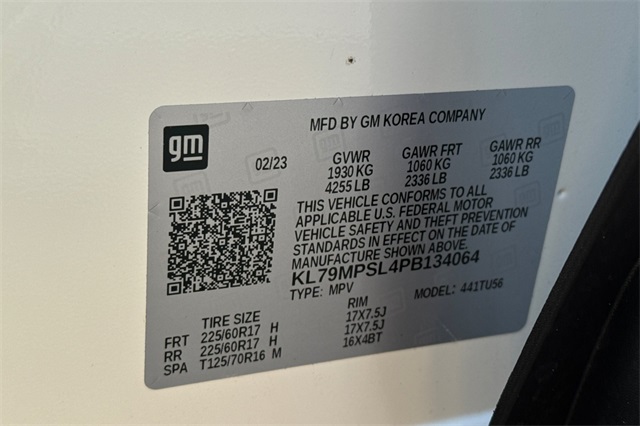 gm
MFD BY GM KOREA COMPANY
02/23 GVWR GAWR FRT GAWR RR
1930 KG 1060 KG 1060 KG
4255 LB 2336 LB 2336 LB
THIS VEHICLE CONFORMS TO ALL
APPLICABLE U.S. FEDERAL MOTOR
VEHICLE SAFETY AND THEFT PREVENTION
STANDARDS IN EFFECT ON THE DATE OF
MANUFACTURE SHOWN ABOVE.
KL79MPSL4PB134064
TYPE: MPV MODEL: 441TU56
TIRE SIZE RIM
FRT 225/60R17 H 17X7.5J
RR 225/60R17 H 17X7.5J
SPA T125/70R16 M 16X4BT